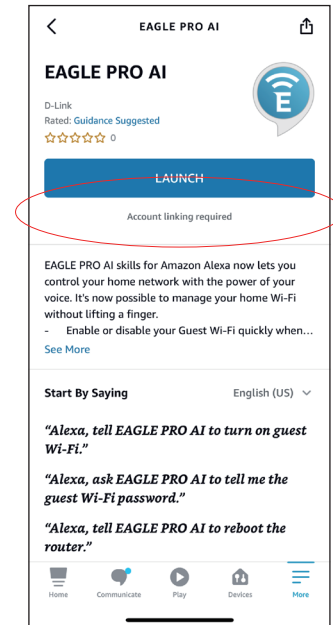 EAGLE PRO AI
EAGLE PRO AI
D-Link
Rated: Guidance Suggested
0
LAUNCH
Account linking required
EAGLE PRO AI skills for Amazon Alexa now lets you
control your home network with the power of your
voice. It's now possible to manage your home Wi-Fi
without lifting a finger.
- Enable or disable your Guest Wi-Fi quickly when...
See More
Start By Saying English (US)
“Alexa, tell EAGLE PRO AI to turn on guest
Wi-Fi.”
“Alexa, ask EAGLE PRO AI to tell me the
guest Wi-Fi password.”
“Alexa, tell EAGLE PRO AI to reboot the
router.”
Home Communicate Play Devices More